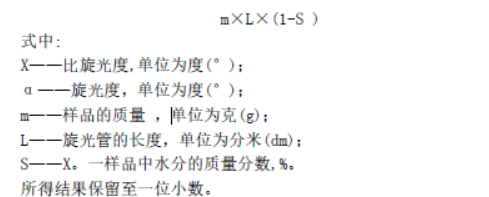 m×L×(1-S )
式中:
X——比旋光度,单位为度(°);
α——旋光度，单位为度(°);
m——样品的质量 ，单位为克(g);
L——旋光管的长度，单位为分米(dm);
S——X。一样品中水分的质量分数,%。
所得结果保留至一位小数。